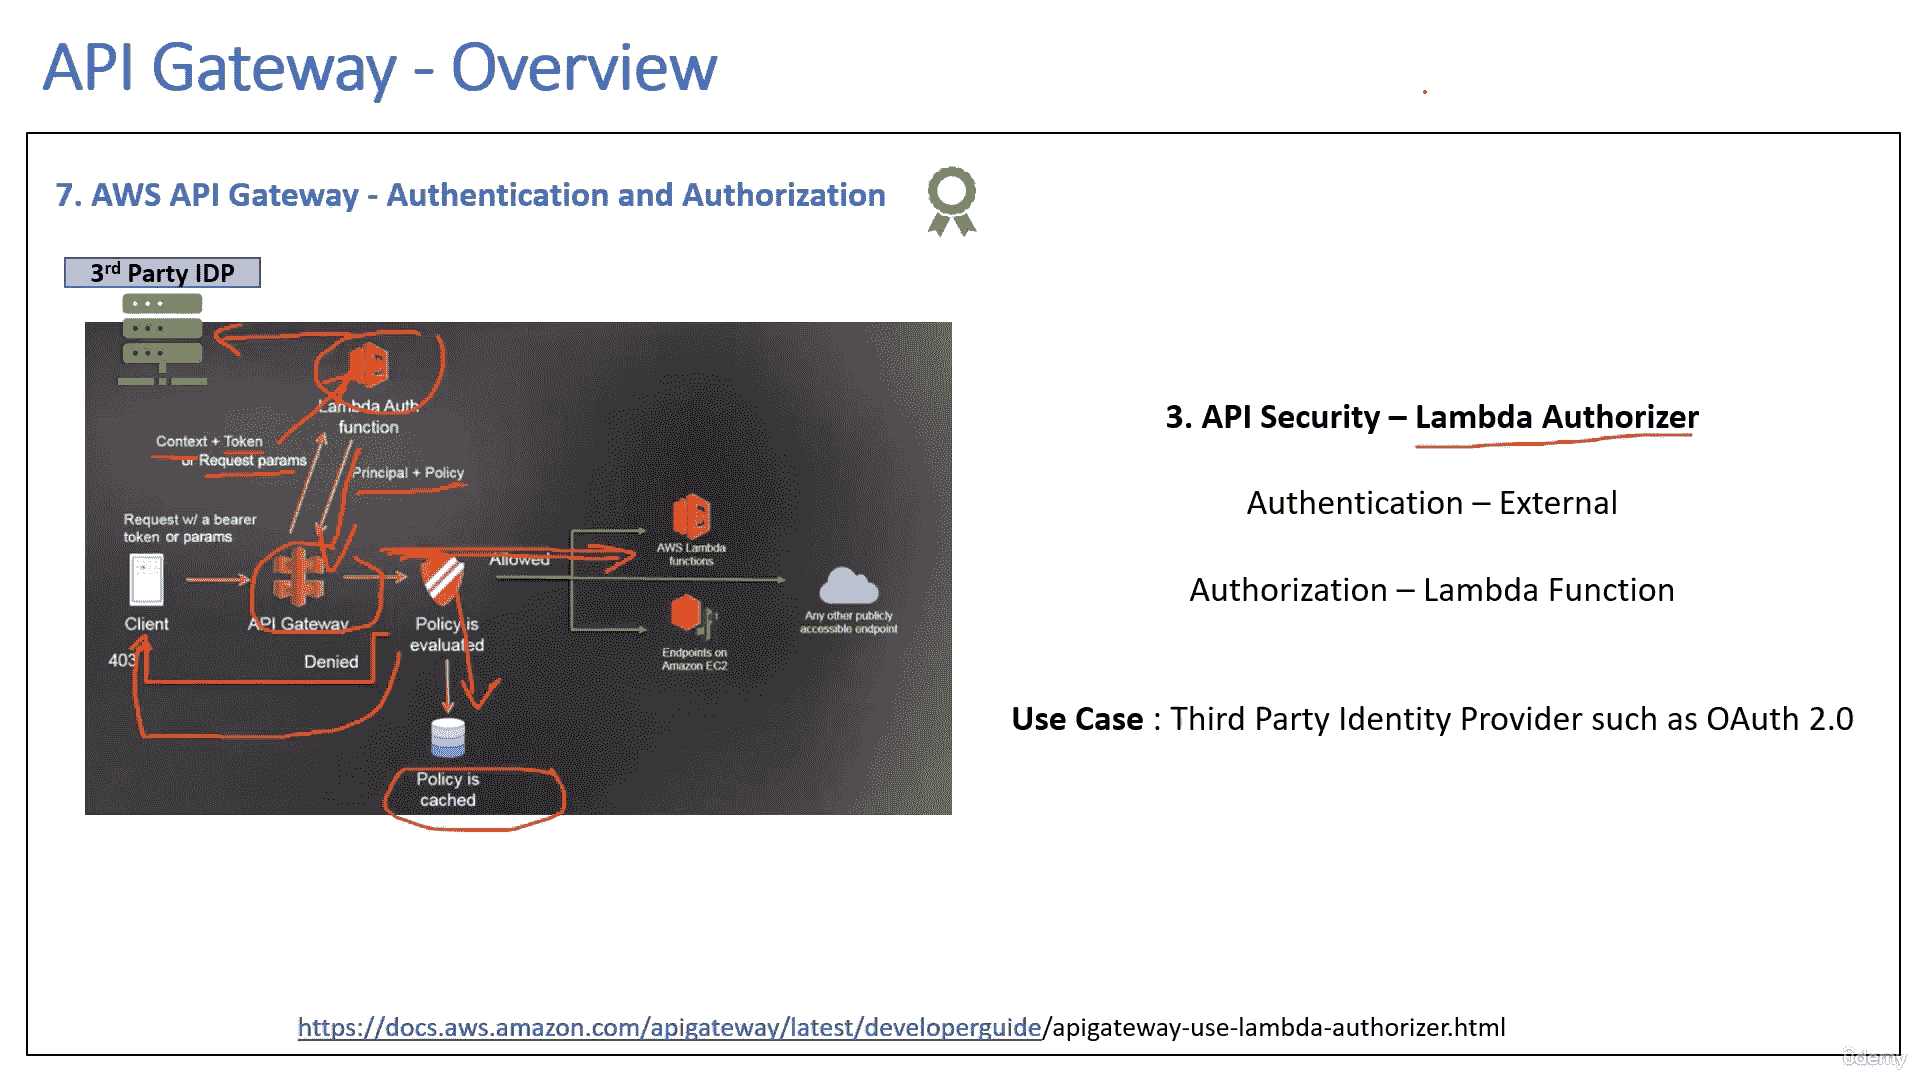 API Gateway - Overview
7. AWS API Gateway - Authentication and Authorization
3rd Party IDP
Lambda Auth
function
Context + Token
or Request params
Principal + Policy
Request w/ a bearer
token or params
Client
API Gateway
Policy is
evaluated
Allowed
AWS Lambda
functions
Any other publicly
accessible endpoint
Endpoints on
Amazon EC2
403
Denied
Policy is
cached
3. API Security – Lambda Authorizer
Authentication – External
Authorization – Lambda Function
Use Case : Third Party Identity Provider such as OAuth 2.0
https://docs.aws.amazon.com/apigateway/latest/developerguide/apigateway-use-lambda-authorizer.html
ûdemy